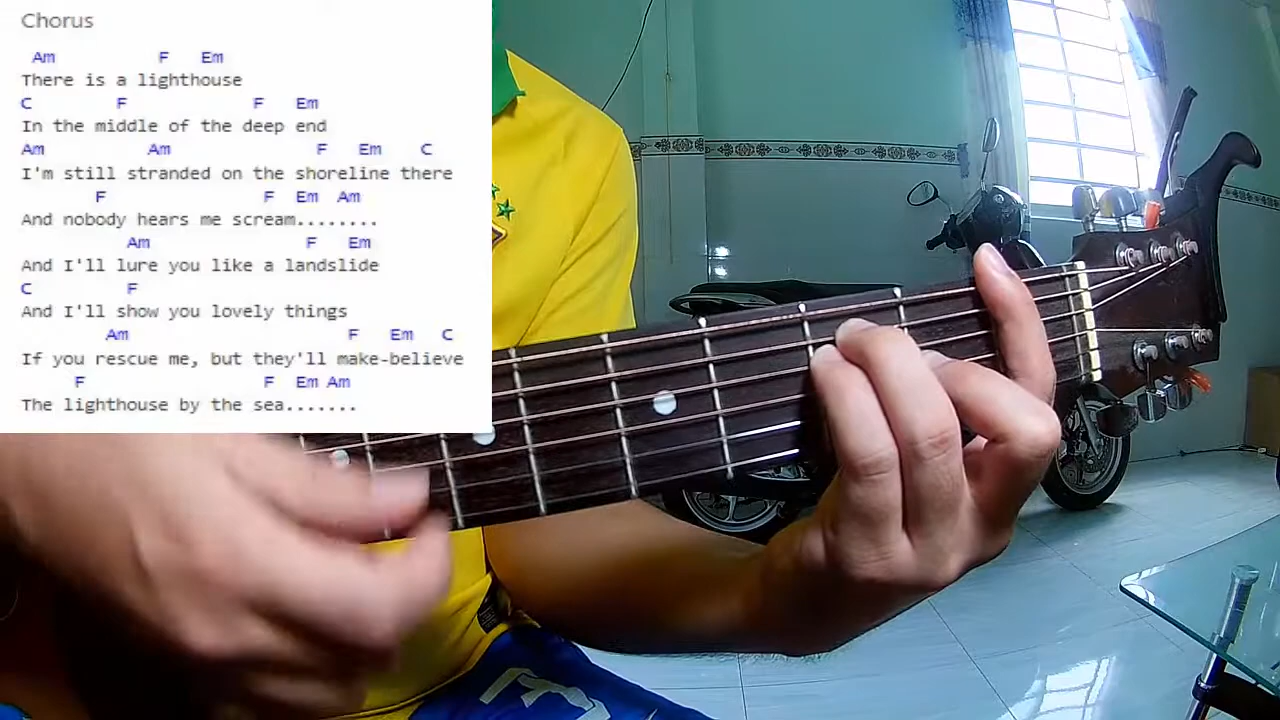 Chorus
Am F Em
There is a lighthouse
C F F Em
In the middle of the deep end
Am Am F Em C
I'm still stranded on the shoreline there
F F Em Am
And nobody hears me scream........
Am F Em
And I'll lure you like a landslide
C F
And I'll show you lovely things
Am F Em C
If you rescue me, but they'll make-believe
F F Em Am
The lighthouse by the sea.......